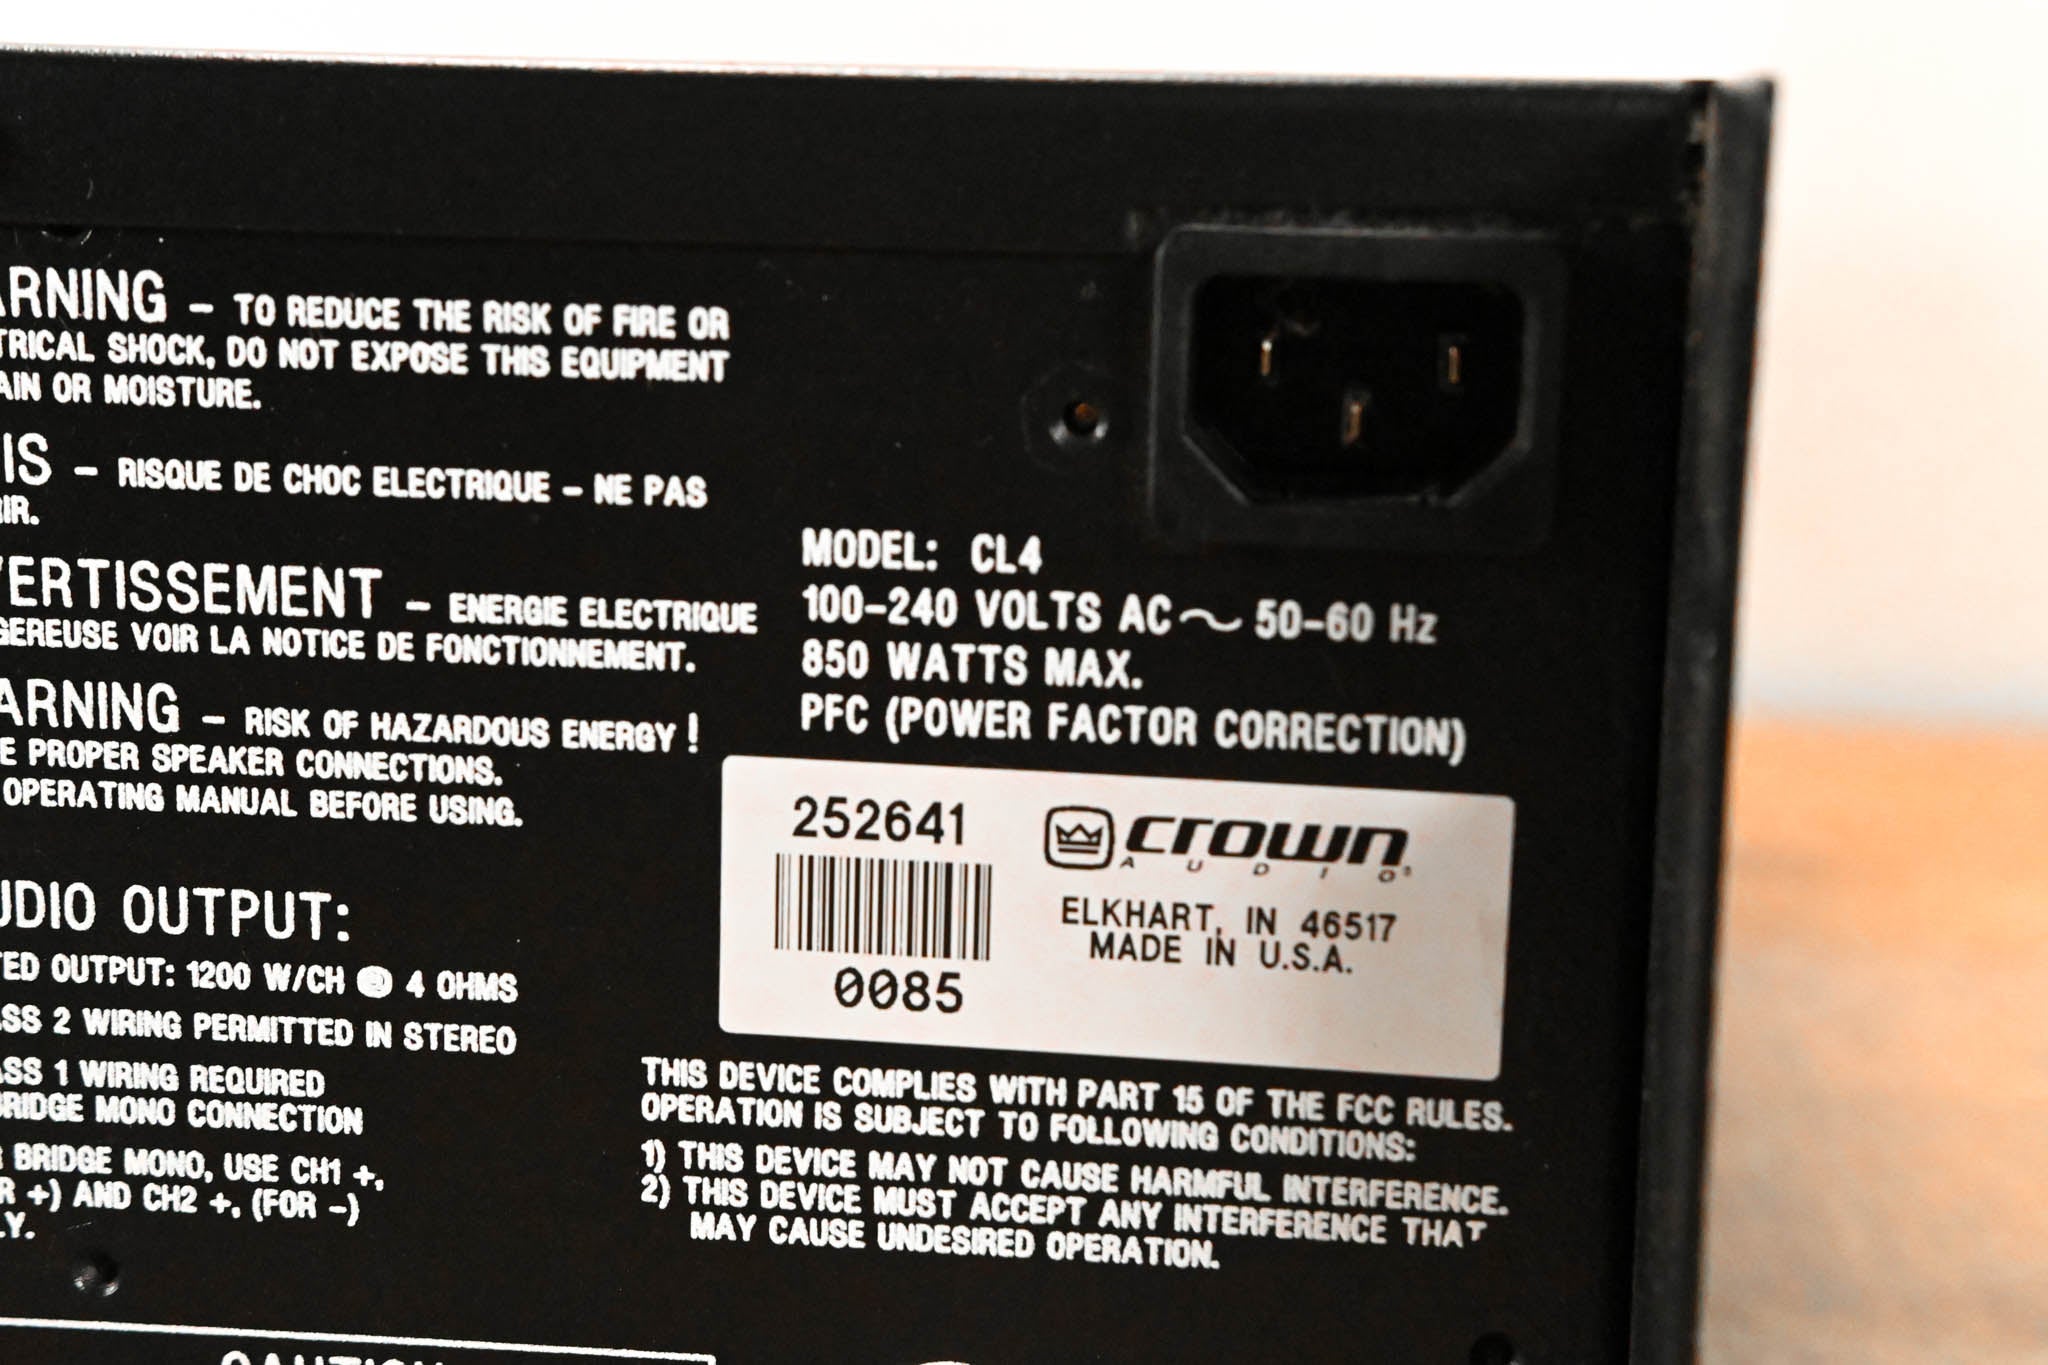 ARNING – TO REDUCE THE RISK OF FIRE OR
TRICAL SHOCK, DO NOT EXPOSE THIS EQUIPMENT
AIN OR MOISTURE.
IS – RISQUE DE CHOC ELECTRIQUE – NE PAS
RIR.
VERTISSEMENT – ENERGIE ELECTRIQUE
GEREUSE VOIR LA NOTICE DE FONCTIONNEMENT.
ARNING – RISK OF HAZARDOUS ENERGY !
E PROPER SPEAKER CONNECTIONS.
OPERATING MANUAL BEFORE USING.
UDIO OUTPUT:
TED OUTPUT: 1200 W/CH @ 4 OHMS
ASS 2 WIRING PERMITTED IN STEREO
ASS 1 WIRING REQUIRED
BRIDGE MONO CONNECTION
R BRIDGE MONO, USE CH1 +,
R +) AND CH2 +, (FOR –)
LY.
CAUTION
MODEL: CL4
100-240 VOLTS AC ~ 50-60 Hz
850 WATTS MAX.
PFC (POWER FACTOR CORRECTION)
252641
0085
crown
AUDIO®
ELKHART, IN 46517
MADE IN U.S.A.
THIS DEVICE COMPLIES WITH PART 15 OF THE FCC RULES.
OPERATION IS SUBJECT TO FOLLOWING CONDITIONS:
1) THIS DEVICE MAY NOT CAUSE HARMFUL INTERFERENCE.
2) THIS DEVICE MUST ACCEPT ANY INTERFERENCE THAT
MAY CAUSE UNDESIRED OPERATION.